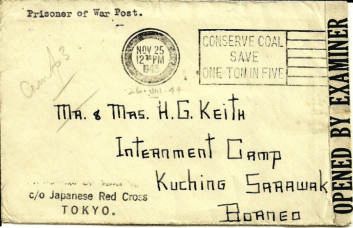 Prisoner of War Post.
NOV 25
12 PM
CONSERVE COAL
SAVE
ONE TON IN FIVE
Mr. & Mrs. H.G. Keith
Internment Camp
Kuching Sarawak
Borneo
c/o Japanese Red Cross
TOKYO.
OPENED BY EXAMINER